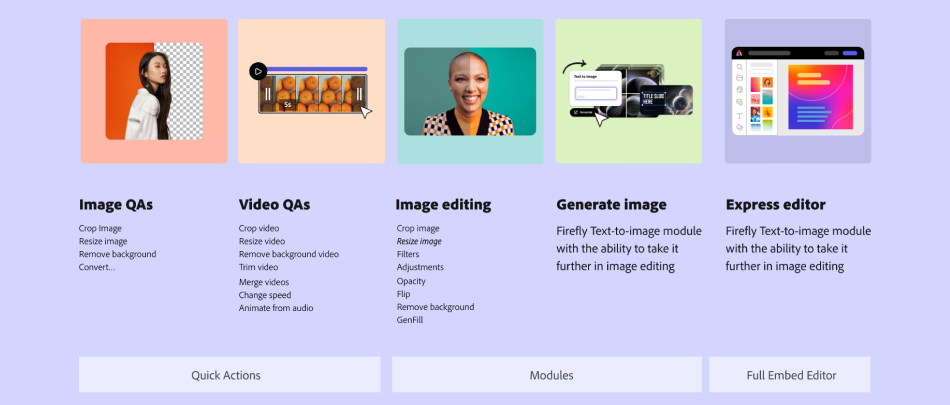 5s
Text to Image
Generate
TITLE SLIDE
HERE
Image QAs
Crop Image
Resize image
Remove background
Convert...
Video QAs
Crop video
Resize video
Remove background video
Trim video
Merge videos
Change speed
Animate from audio
Image editing
Crop image
Resize image
Filters
Adjustments
Opacity
Flip
Remove background
GenFill
Generate image
Firefly Text-to-image module
with the ability to take it
further in image editing
Express editor
Firefly Text-to-image module
with the ability to take it
further in image editing
Quick Actions
Modules
Full Embed Editor